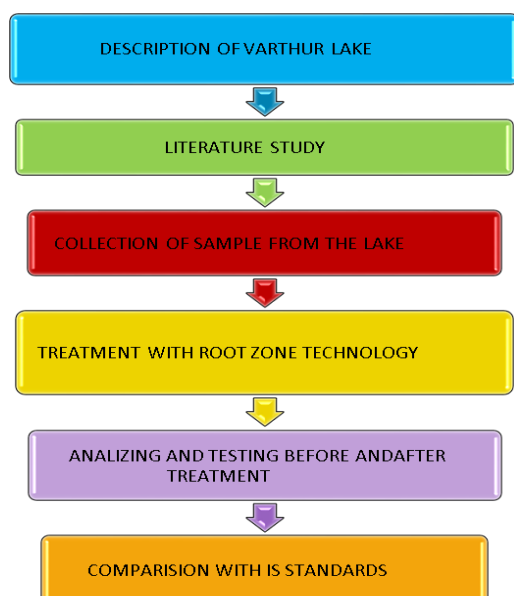 DESCRIPTION OF VARTHUR LAKE
LITERATURE STUDY
COLLECTION OF SAMPLE FROM THE LAKE
TREATMENT WITH ROOT ZONE TECHNOLOGY
ANALIZING AND TESTING BEFORE ANDAFTER
TREATMENT
COMPARISION WITH IS STANDARDS